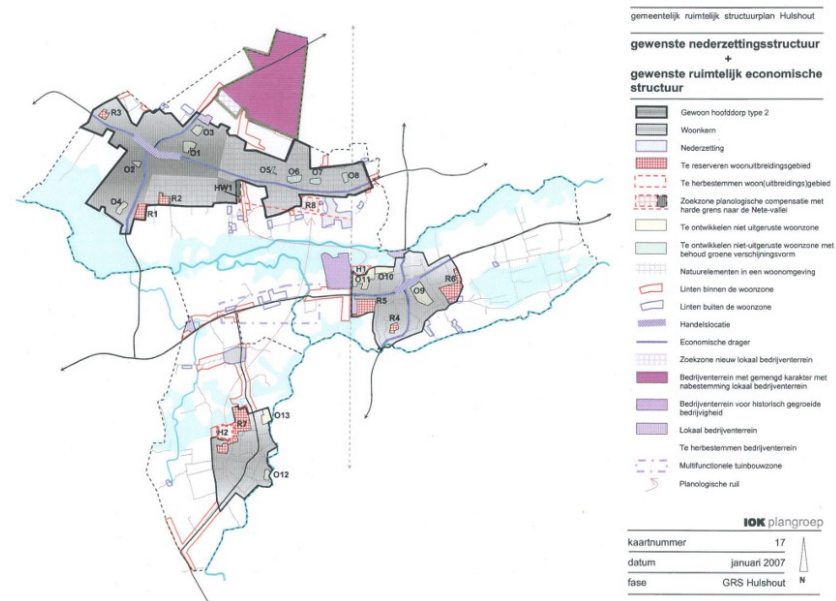 gemeentelijk ruimtelijk structuurplan Hulshout
gewenste nederzettingsstructuur
+
gewenste ruimtelijk economische
structuur
Gewoon hoofddorp type 2
Woonkern
Nederzetting
Te reserveren woonuitbreidingsgebied
Te herbestemmen woon(uitbreidings)gebied
Zoekzone planologische compensatie met
harde grens naar de Nete-vallei
Te ontwikkelen niet uitgeruste woonzone
Te ontwikkelen niet-uitgeruste woonzone met
behoud groene verschijningsvorm
Natuurelementen in een woonomgeving
Linten binnen de woonzone
Linten buiten de woonzone
Handelslocatie
Economische drager
Zoekzone nieuw lokaal bedrijventerrein
Bedrijventerrein met gemengd karakter met
nabestemming lokaal bedrijventerrein
Bedrijventerrein voor historisch gegroeide
bedrijvigheid
Lokaal bedrijventerrein
Te herbestemmen bedrijventerrein
Multifunctionele tuinbouwzone
Planologische ruil
IOK plangroep
kaartnummer 17
datum januari 2007
fase GRS Hulshout
N
R3
O3
O1
O2
O5
O6
O7
O8
HW1
R2
O4
R1
R8
H1
O10
O11
R6
O9
R5
R4
O13
R7
H2
O12